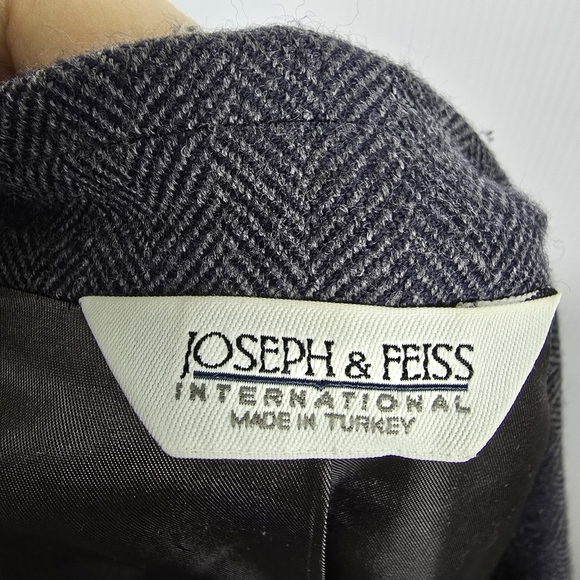 JOSEPH & FEISS
INTERNATIONAL
MADE IN TURKEY